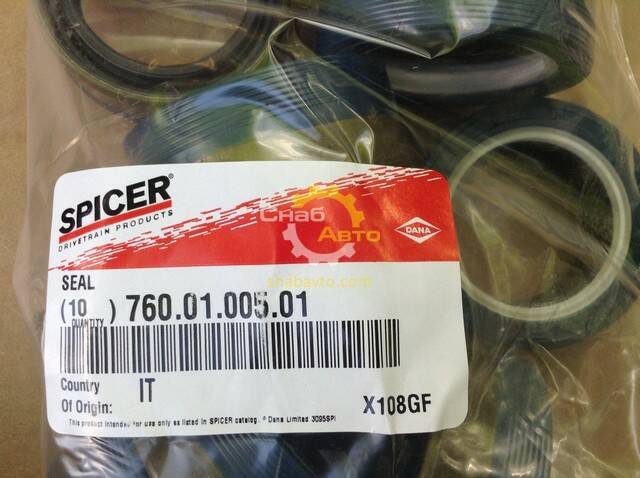 SPICER®
DRIVETRAIN PRODUCTS
Снаб
Авто
DANA
shabavto.com
SEAL
(10 ) 760.01.005.01
QUANTITY
Country IT
Of Origin: X108GF
This product intended for use only as listed in SPICER catalog. © Dana Limited 3095SPI